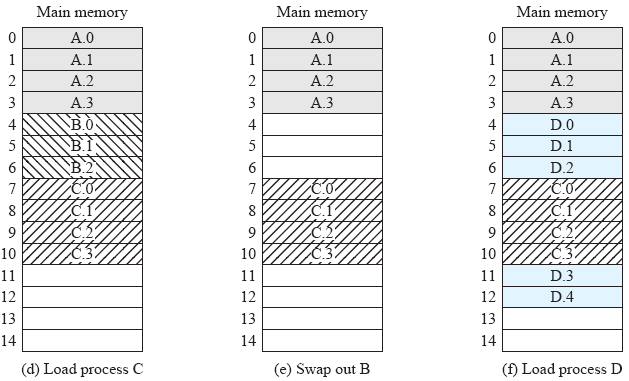 Main memory
0 A.0
1 A.1
2 A.2
3 A.3
4 B.0
5 B.1
6 B.2
7 C.0
8 C.1
9 C.2
10 C.3
11
12
13
14
(d) Load process C
Main memory
0 A.0
1 A.1
2 A.2
3 A.3
4
5
6
7 C.0
8 C.1
9 C.2
10 C.3
11
12
13
14
(e) Swap out B
Main memory
0 A.0
1 A.1
2 A.2
3 A.3
4 D.0
5 D.1
6 D.2
7 C.0
8 C.1
9 C.2
10 C.3
11 D.3
12 D.4
13
14
(f) Load process D